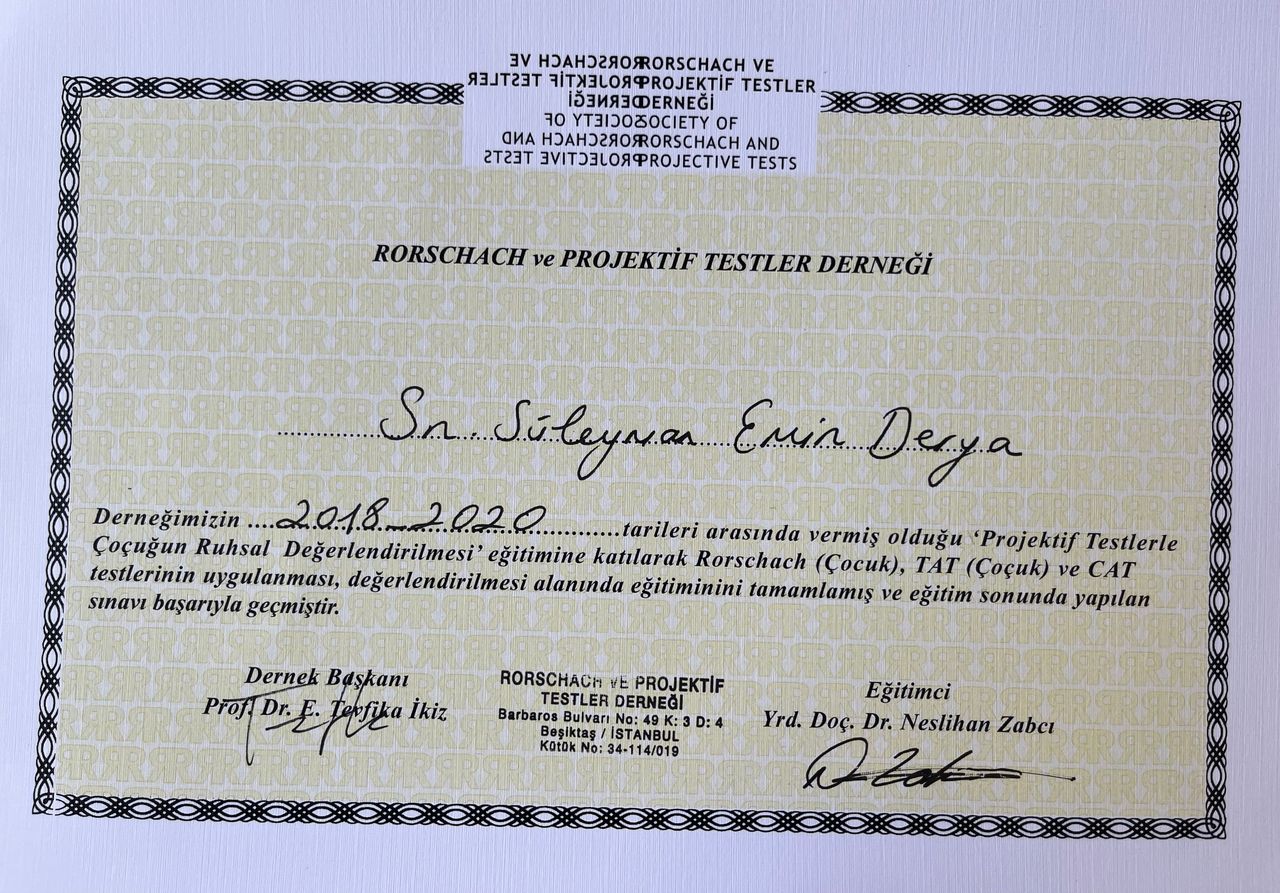 RORSCHACH VE
PROJEKTİF TESTLER
DERNEĞİ
SOCIETY OF
RORSCHACH AND
PROJECTIVE TESTS
RORSCHACH ve PROJEKTİF TESTLER DERNEĞİ
Sn. Süleyman Emin Derya
Derneğimizin ....2018-2020...............tarileri arasında vermiş olduğu ‘Projektif Testlerle
Çoçuğun Ruhsal Değerlendirilmesi’ eğitimine katılarak Rorschach (Çocuk), TAT (Çoçuk) ve CAT
testlerinin uygulanması, değerlendirilmesi alanında eğitiminini tamamlamış ve eğitim sonunda yapılan
sınavı başarıyla geçmiştir.
Dernek Başkanı
Prof. Dr. E. Tevfika İkiz
RORSCHACH VE PROJEKTİF
TESTLER DERNEĞİ
Barbaros Bulvarı No: 49 K: 3 D: 4
Beşiktaş / İSTANBUL
Kütük No: 34-114/019
Eğitimci
Yrd. Doç. Dr. Neslihan Zabcı